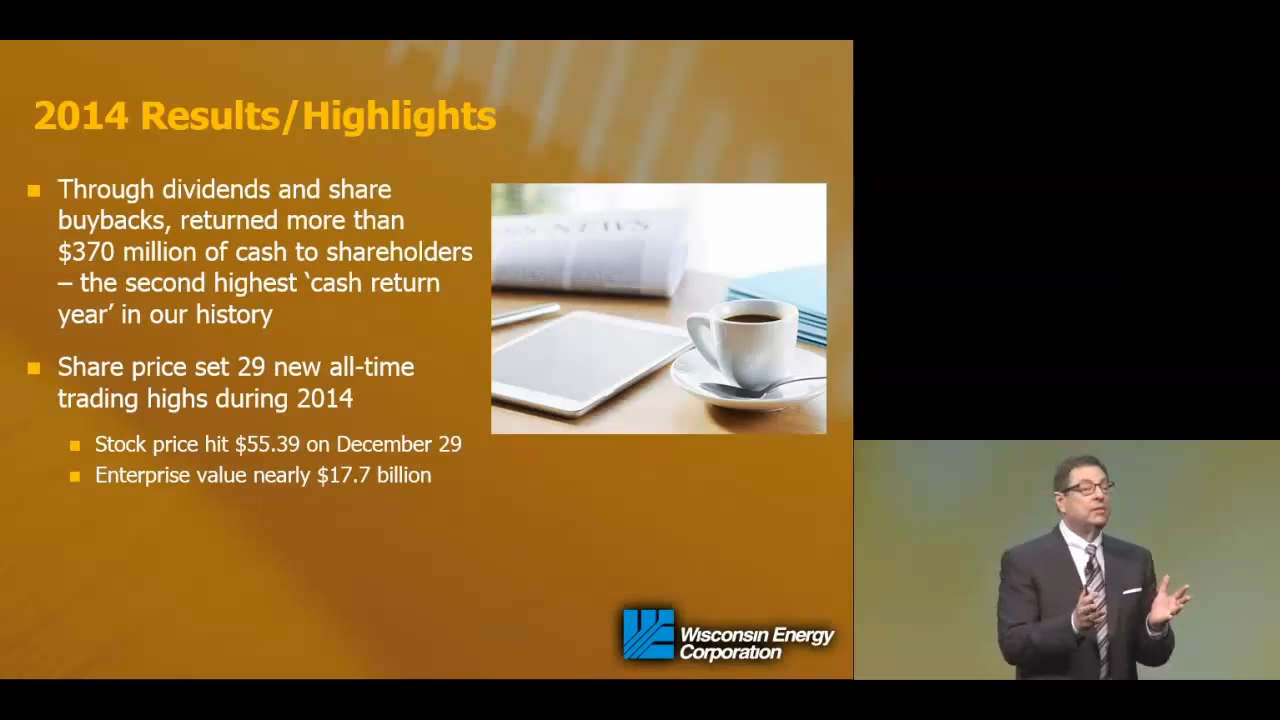 2014 Results/Highlights
Through dividends and share
buybacks, returned more than
$370 million of cash to shareholders
– the second highest ‘cash return
year’ in our history
Share price set 29 new all-time
trading highs during 2014
Stock price hit $55.39 on December 29
Enterprise value nearly $17.7 billion
NEWS
Wisconsin Energy
Corporation